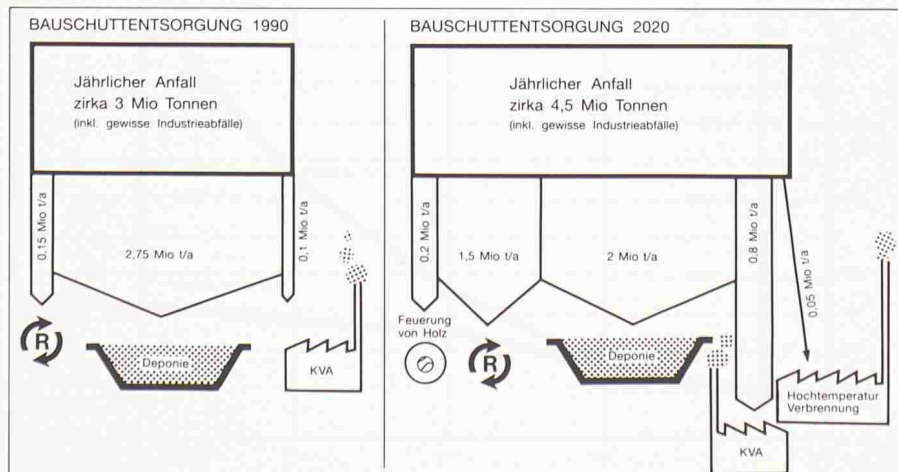 BAUSCHUTTENTSORGUNG 1990
Jährlicher Anfall
zirka 3 Mio Tonnen
(inkl. gewisse Industrieabfälle)
0,15 Mio t/a
2,75 Mio t/a
0,1 Mio t/a
R
Deponie
KVA
BAUSCHUTTENTSORGUNG 2020
Jährlicher Anfall
zirka 4,5 Mio Tonnen
(inkl. gewisse Industrieabfälle)
0,2 Mio t/a
1,5 Mio t/a
2 Mio t/a
0,8 Mio t/a
0,05 Mio t/a
Feuerung
von Holz
R
Deponie
KVA
Hochtemperatur
Verbrennung